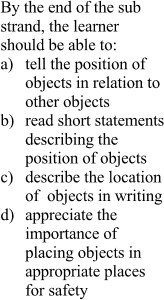 By the end of the sub
strand, the learner
should be able to:
a) tell the position of
objects in relation to
other objects
b) read short statements
describing the
position of objects
c) describe the location
of objects in writing
d) appreciate the
importance of
placing objects in
appropriate places
for safety